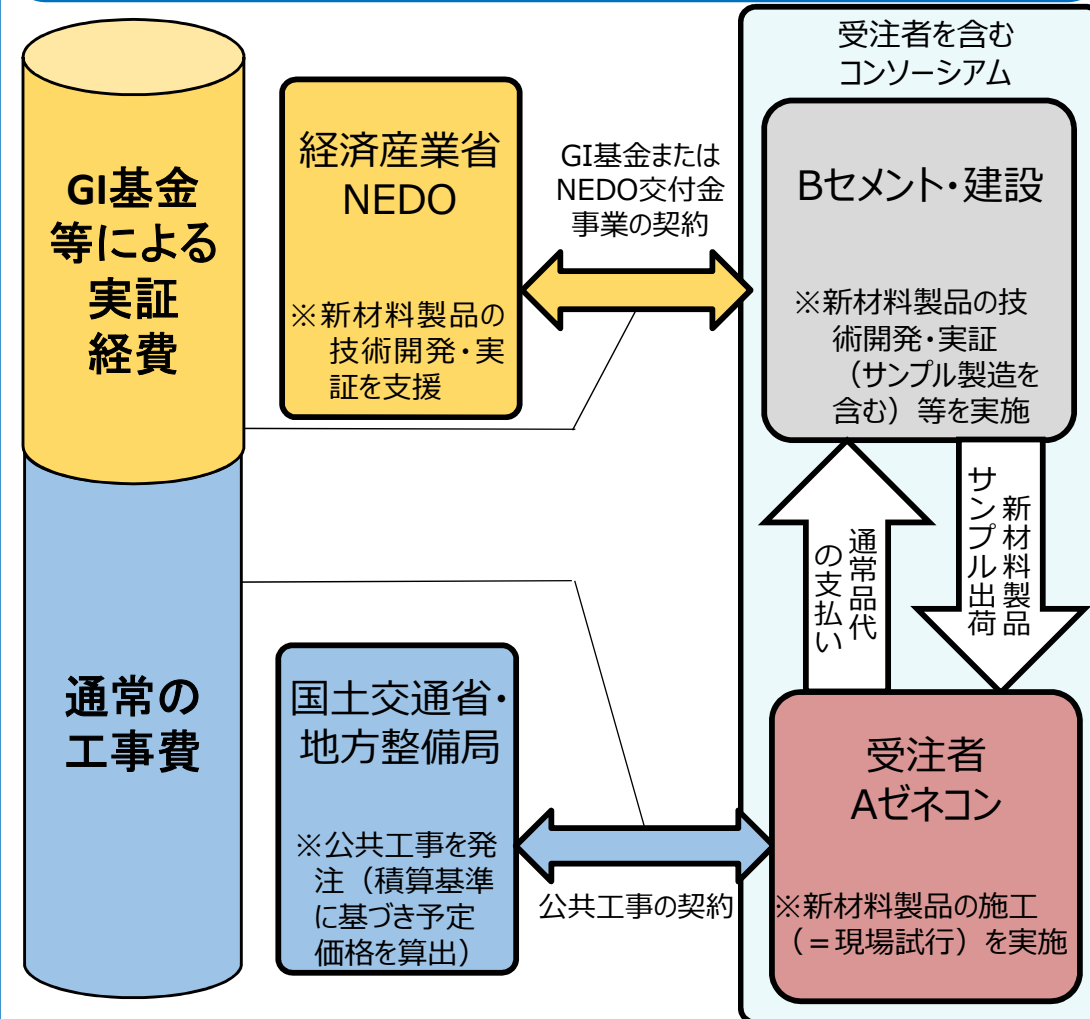 GI基金
等による
実証
経費
通常の
工事費
経済産業省
NEDO
※新材料製品の
技術開発・実
証を支援
GI基金または
NEDO交付金
事業の契約
受注者を含む
コンソーシアム
Bセメント・建設
※新材料製品の技
術開発・実証
（サンプル製造を
含む）等を実施
通常品代
の支払い
新材料製品
サンプル出荷
国土交通省・
地方整備局
※公共工事を発
注（積算基準
に基づき予定
価格を算出）
公共工事の契約
受注者
Aゼネコン
※新材料製品の施工
（＝現場試行）を実施